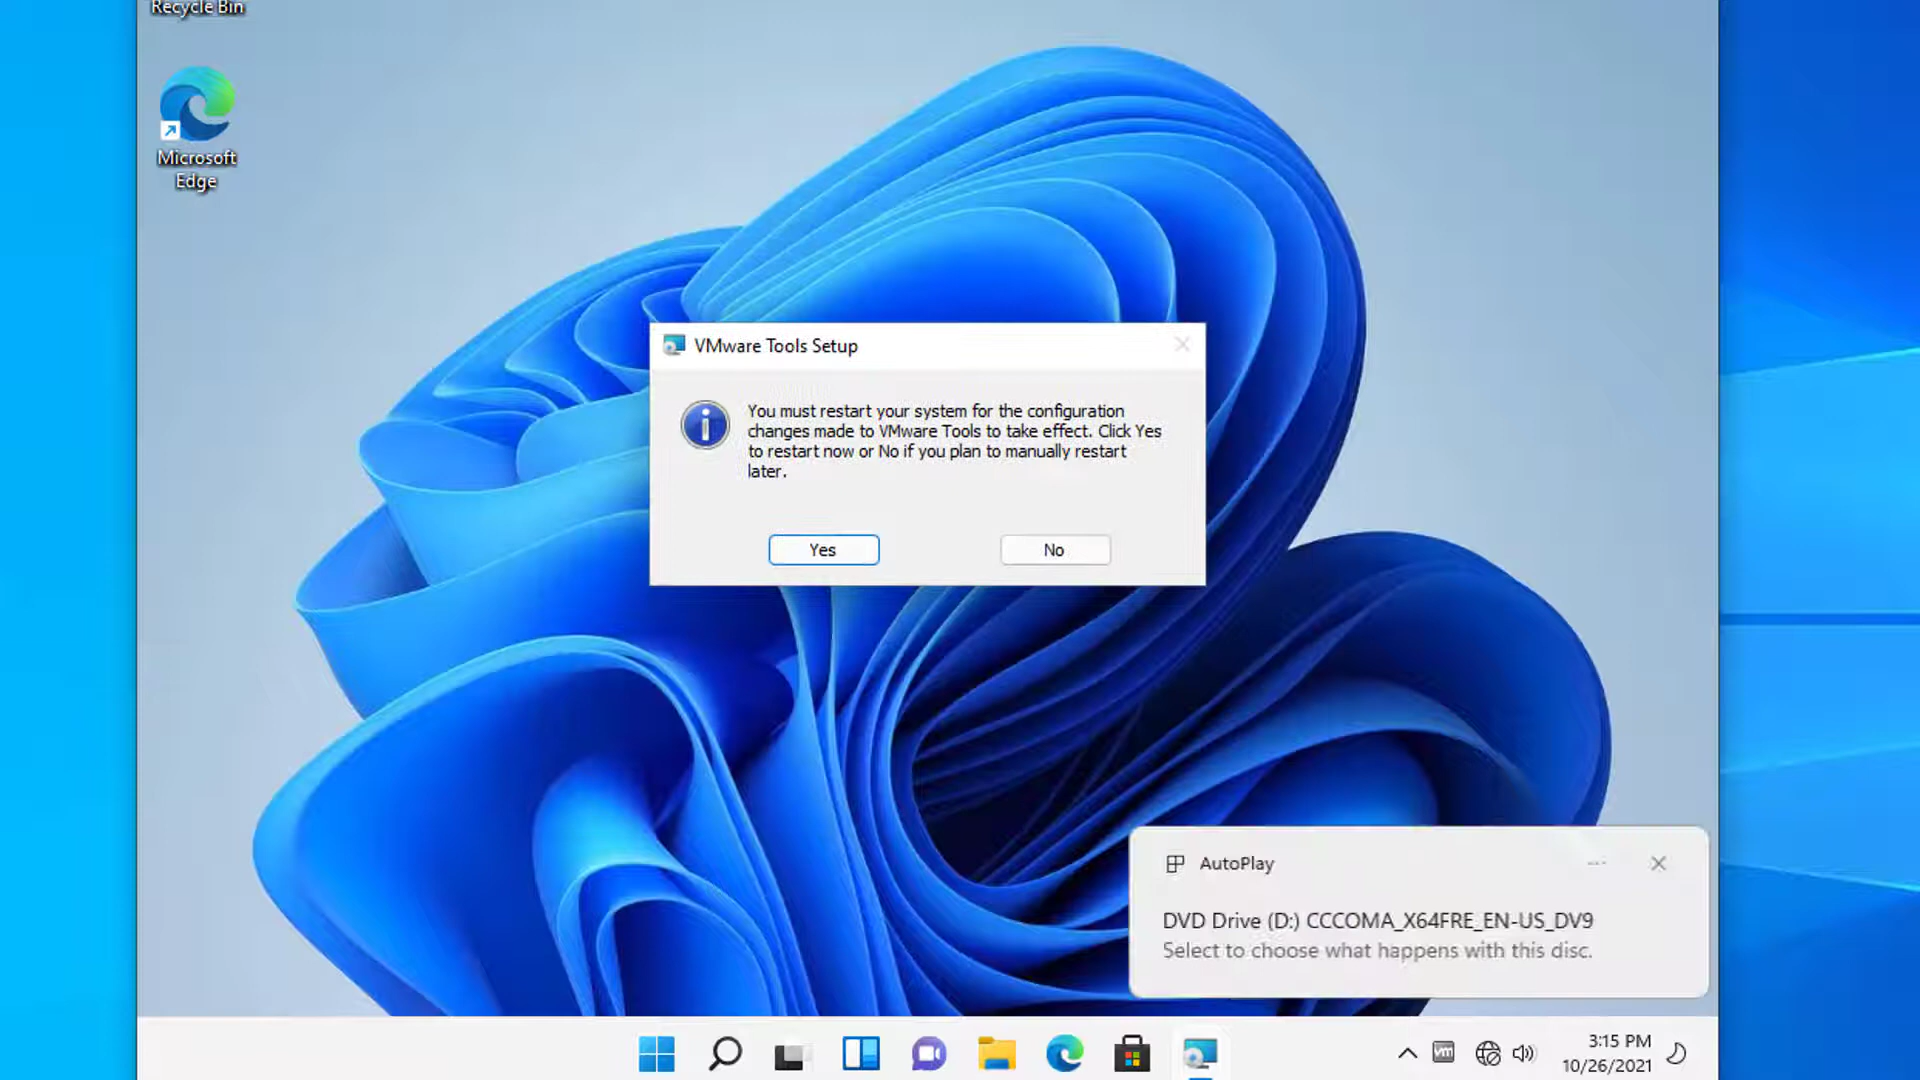 Recycle Bin
Microsoft
Edge
VMware Tools Setup
You must restart your system for the configuration
changes made to VMware Tools to take effect. Click Yes
to restart now or No if you plan to manually restart
later.
Yes
No
AutoPlay
DVD Drive (D:) CCCOMA_X64FRE_EN-US_DV9
Select to choose what happens with this disc.
vm
3:15 PM
10/26/2021